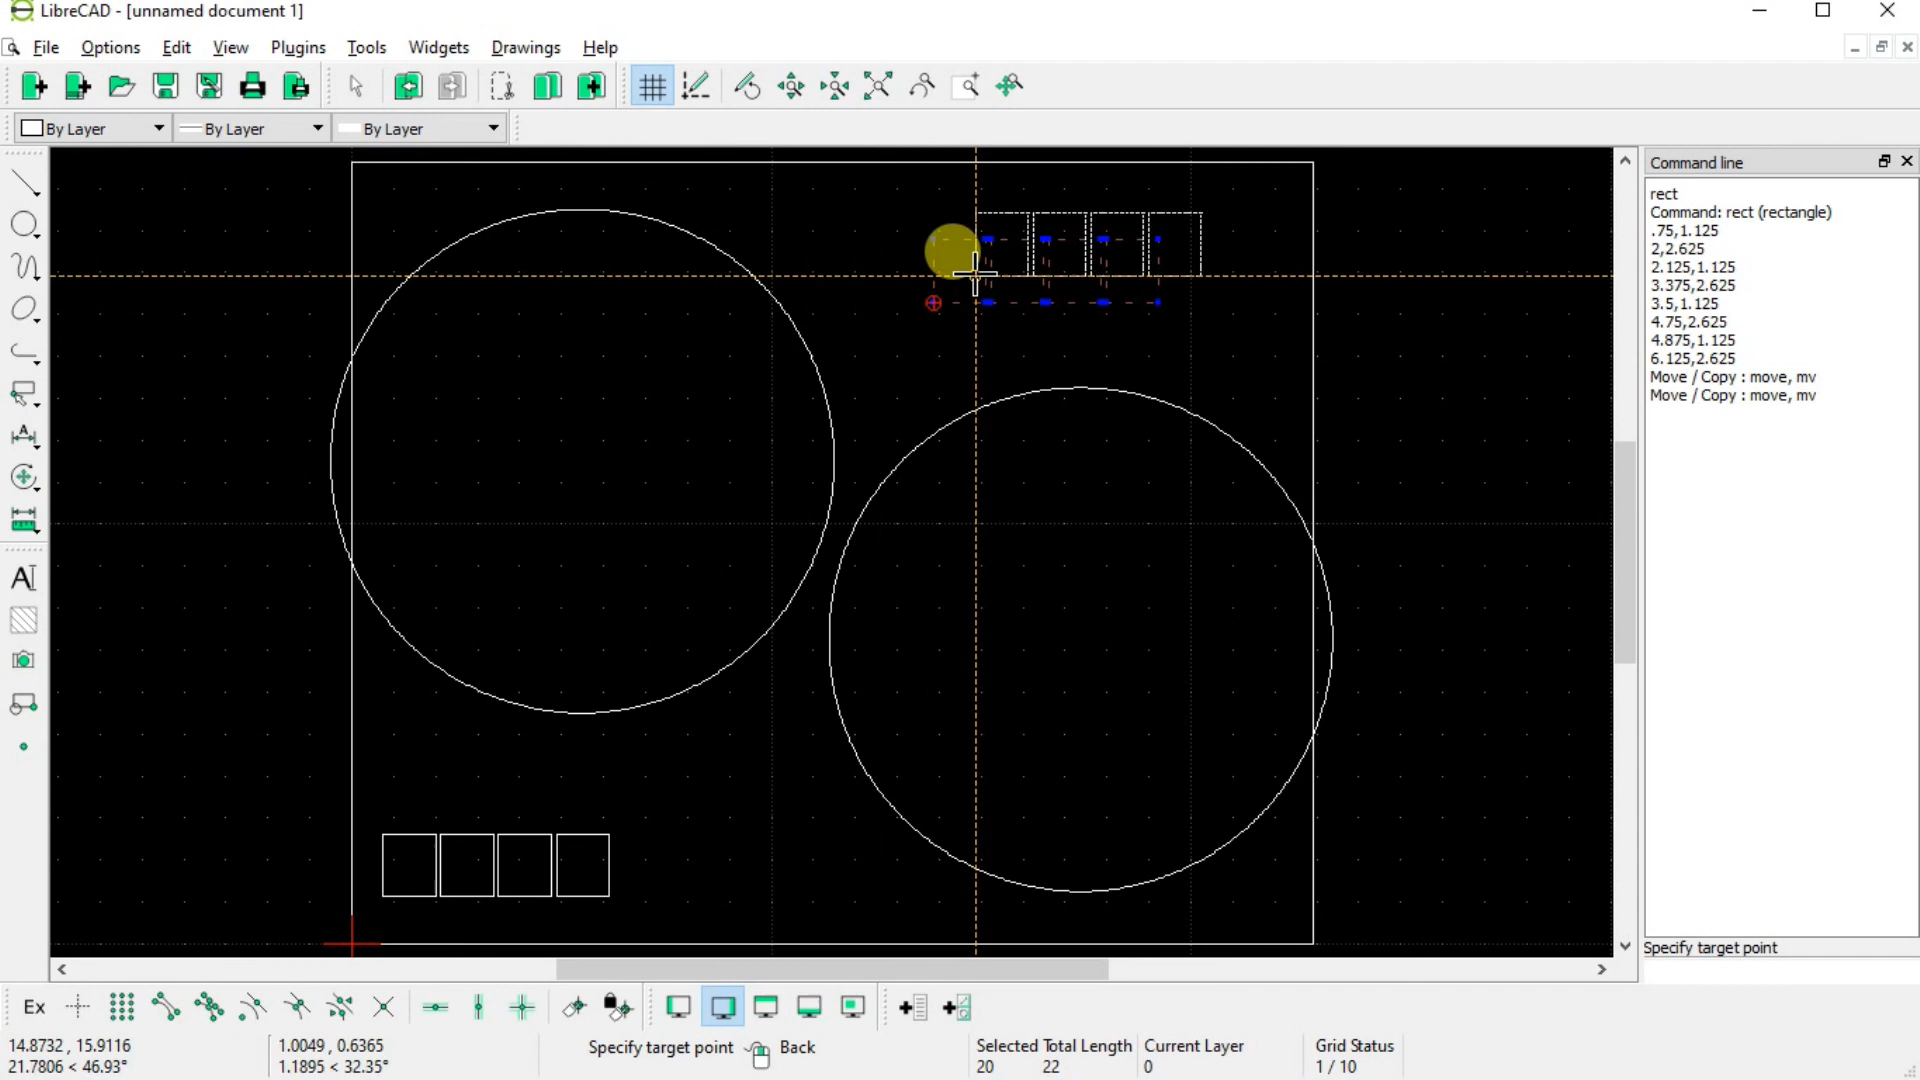 LibreCAD - [unnamed document 1]
File Options Edit View Plugins Tools Widgets Drawings Help
By Layer By Layer By Layer
Command line
rect
Command: rect (rectangle)
.75,1.125
2,2.625
2.125,1.125
3.375,2.625
3.5,1.125
4.75,2.625
4.875,1.125
6.125,2.625
Move / Copy : move, mv
Move / Copy : move, mv
Specify target point
A
AI
Ex
14.8732 , 15.9116
21.7806 < 46.93°
1.0049 , 0.6365
1.1895 < 32.35°
Specify target point Back
Selected Total Length
20 22
Current Layer
0
Grid Status
1 / 10